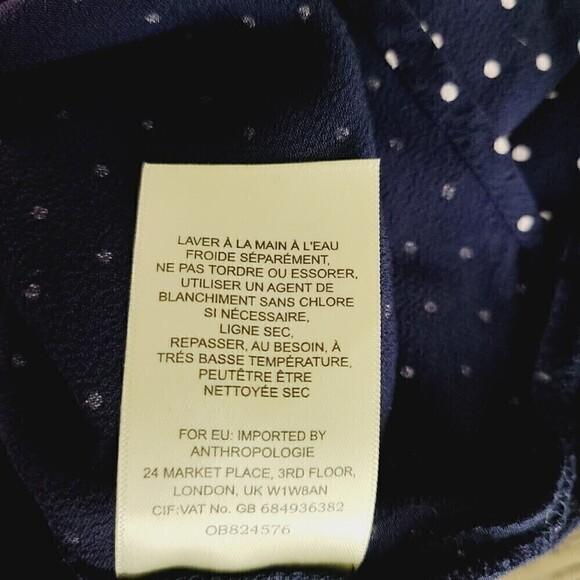 LAVER À LA MAIN À L'EAU
FROIDE SÉPARÉMENT,
NE PAS TORDRE OU ESSORER,
UTILISER UN AGENT DE
BLANCHIMENT SANS CHLORE
SI NÉCESSAIRE,
LIGNE SEC,
REPASSER, AU BESOIN, À
TRÉS BASSE TEMPÉRATURE,
PEUTÊTRE ÊTRE
NETTOYÉE SEC
FOR EU: IMPORTED BY
ANTHROPOLOGIE
24 MARKET PLACE, 3RD FLOOR,
LONDON, UK W1W8AN
CIF:VAT No. GB 684936382
OB824576